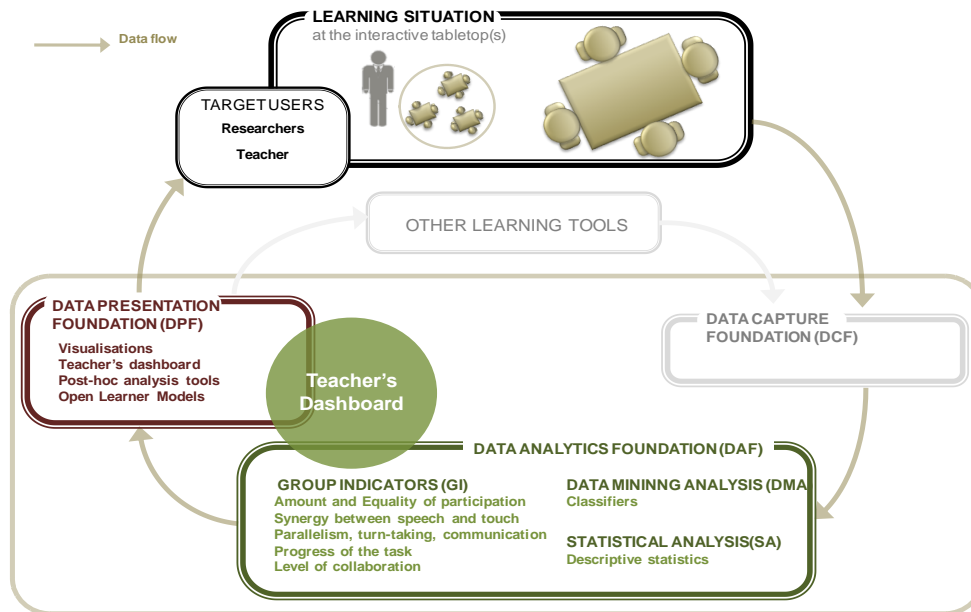 LEARNING SITUATION
at the interactive tabletop(s)
Data flow
TARGET USERS
Researchers
Teacher
OTHER LEARNING TOOLS
DATA PRESENTATION
FOUNDATION (DPF)
Visualisations
Teacher's dashboard
Post-hoc analysis tools
Open Learner Models
DATA CAPTURE
FOUNDATION (DCF)
Teacher's
Dashboard
DATA ANALYTICS FOUNDATION (DAF)
GROUP INDICATORS (GI)
Amount and Equality of participation
Synergy between speech and touch
Parallelism, turn-taking, communication
Progress of the task
Level of collaboration
DATA MININNG ANALYSIS (DMA
Classifiers
STATISTICAL ANALYSIS(SA)
Descriptive statistics